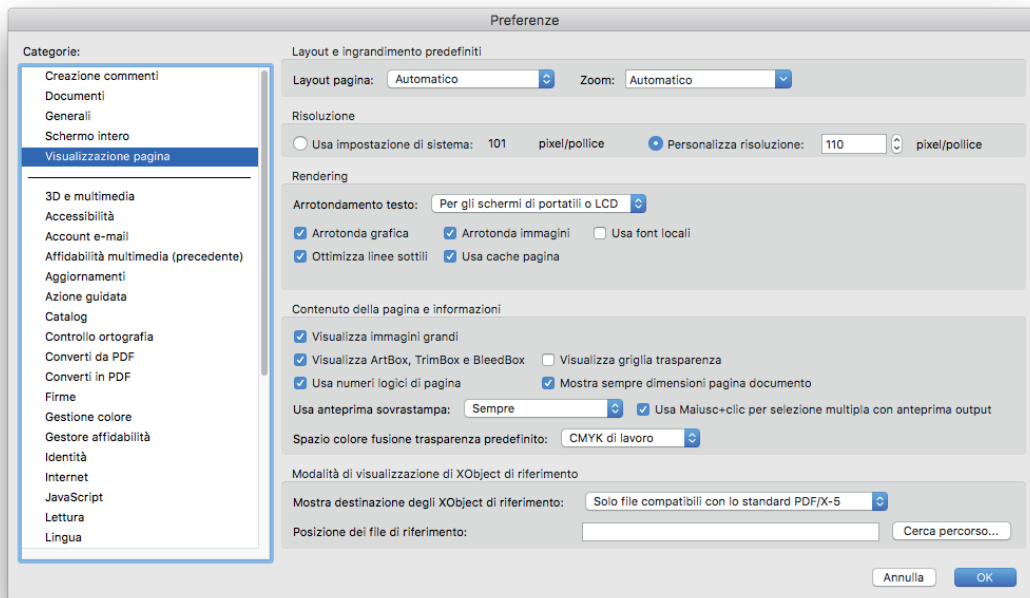 Preferenze
Categorie:
Creazione commenti
Documenti
Generali
Schermo intero
Visualizzazione pagina
3D e multimedia
Accessibilità
Account e-mail
Affidabilità multimedia (precedente)
Aggiornamenti
Azione guidata
Catalog
Controllo ortografia
Converti da PDF
Converti in PDF
Firme
Gestione colore
Gestore affidabilità
Identità
Internet
JavaScript
Lettura
Lingua
Layout e ingrandimento predefiniti
Layout pagina: Automatico Zoom: Automatico
Risoluzione
Usa impostazione di sistema: 101 pixel/pollice Personalizza risoluzione: 110 pixel/pollice
Rendering
Arrotondamento testo: Per gli schermi di portatili o LCD
Arrotonda grafica Arrotonda immagini Usa font locali
Ottimizza linee sottili Usa cache pagina
Contenuto della pagina e informazioni
Visualizza immagini grandi
Visualizza ArtBox, TrimBox e BleedBox Visualizza griglia trasparenza
Usa numeri logici di pagina Mostra sempre dimensioni pagina documento
Usa anteprima sovrastampa: Sempre Usa Maiusc+clic per selezione multipla con anteprima output
Spazio colore fusione trasparenza predefinito: CMYK di lavoro
Modalità di visualizzazione di XObject di riferimento
Mostra destinazione degli XObject di riferimento: Solo file compatibili con lo standard PDF/X-5
Posizione dei file di riferimento: Cerca percorso...
Annulla OK